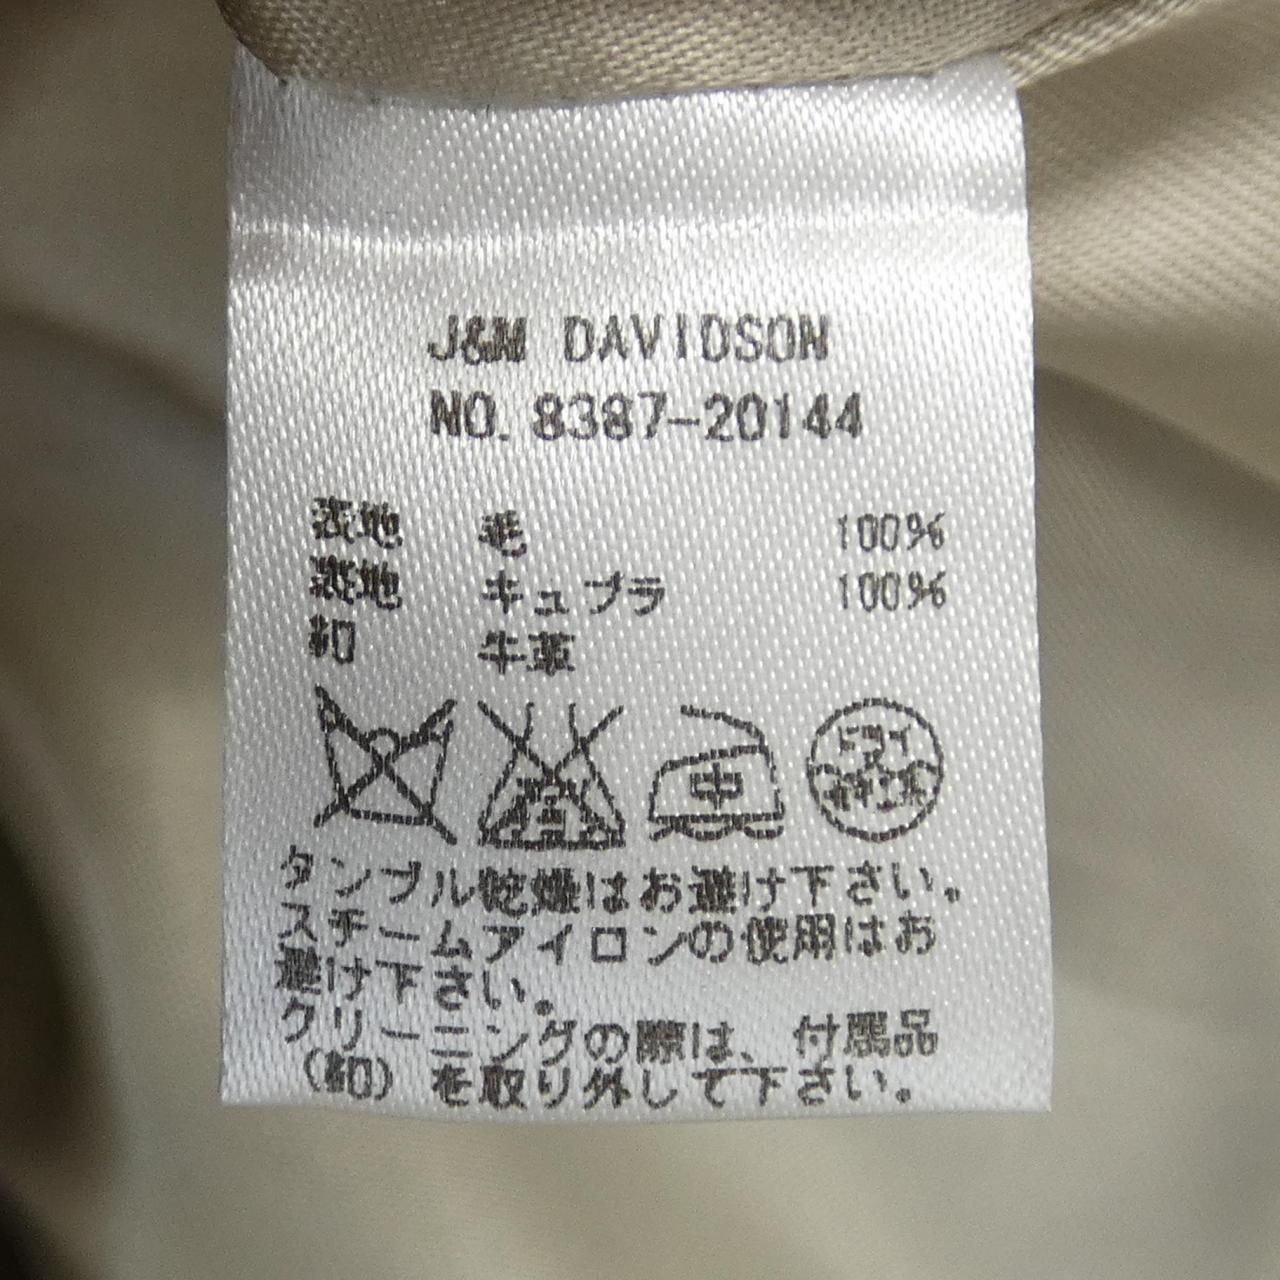 J&M DAVIDSON
NO. 8387-20144
表地 毛 100%
裏地 キュプラ 100%
釦 牛革
中
ドライ
タンブル乾燥はお避け下さい。
スチームアイロンの使用はお
避け下さい。
クリーニングの際は、付属品
(釦)を取り外して下さい。